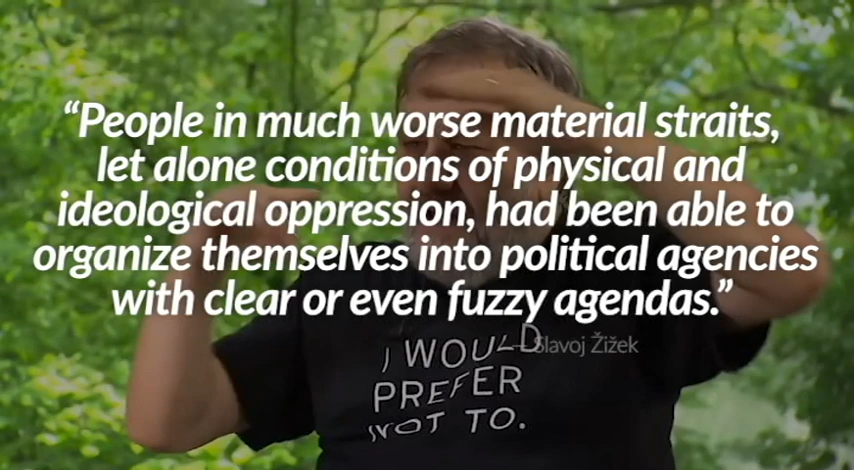 “People in much worse material straits,
let alone conditions of physical and
ideological oppression, had been able to
organize themselves into political agencies
with clear or even fuzzy agendas.”
— Slavoj Žižek
I WOULD
PREFER
NOT TO.